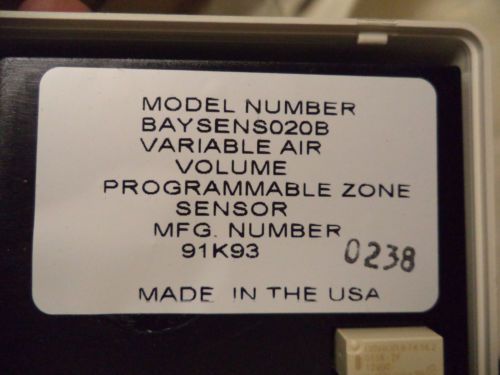 MODEL NUMBER
BAYSENS020B
VARIABLE AIR
VOLUME
PROGRAMMABLE ZONE
SENSOR
MFG. NUMBER
91K93
0238
MADE IN THE USA